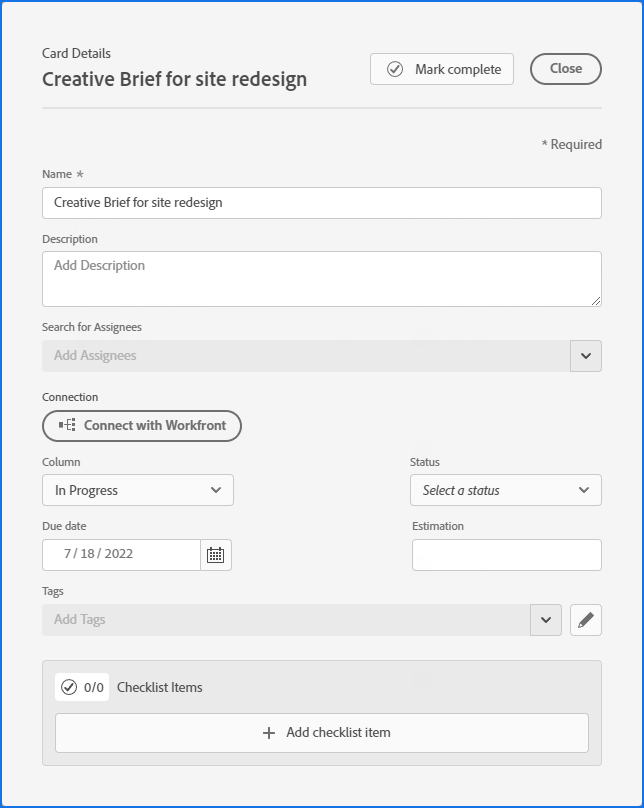 Card Details
Creative Brief for site redesign
Mark complete
Close
* Required
Name *
Creative Brief for site redesign
Description
Add Description
Search for Assignees
Add Assignees
Connection
Connect with Workfront
Column
Status
In Progress
Select a status
Due date
Estimation
7 / 18 / 2022
Tags
Add Tags
0/0 Checklist Items
+ Add checklist item